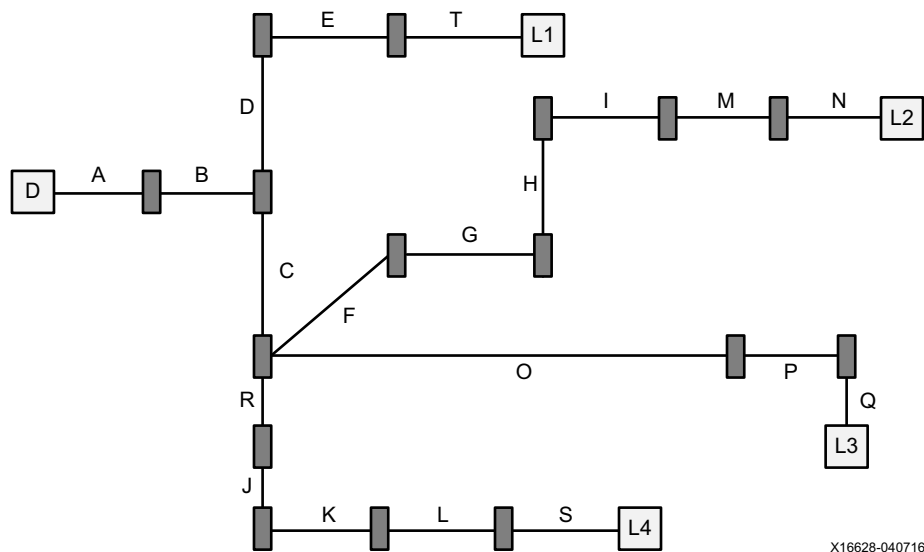 E T L1
I M N L2
D
A B D
H
G
C
F
O P
R Q
L3
J
K L S L4
X16628-040716